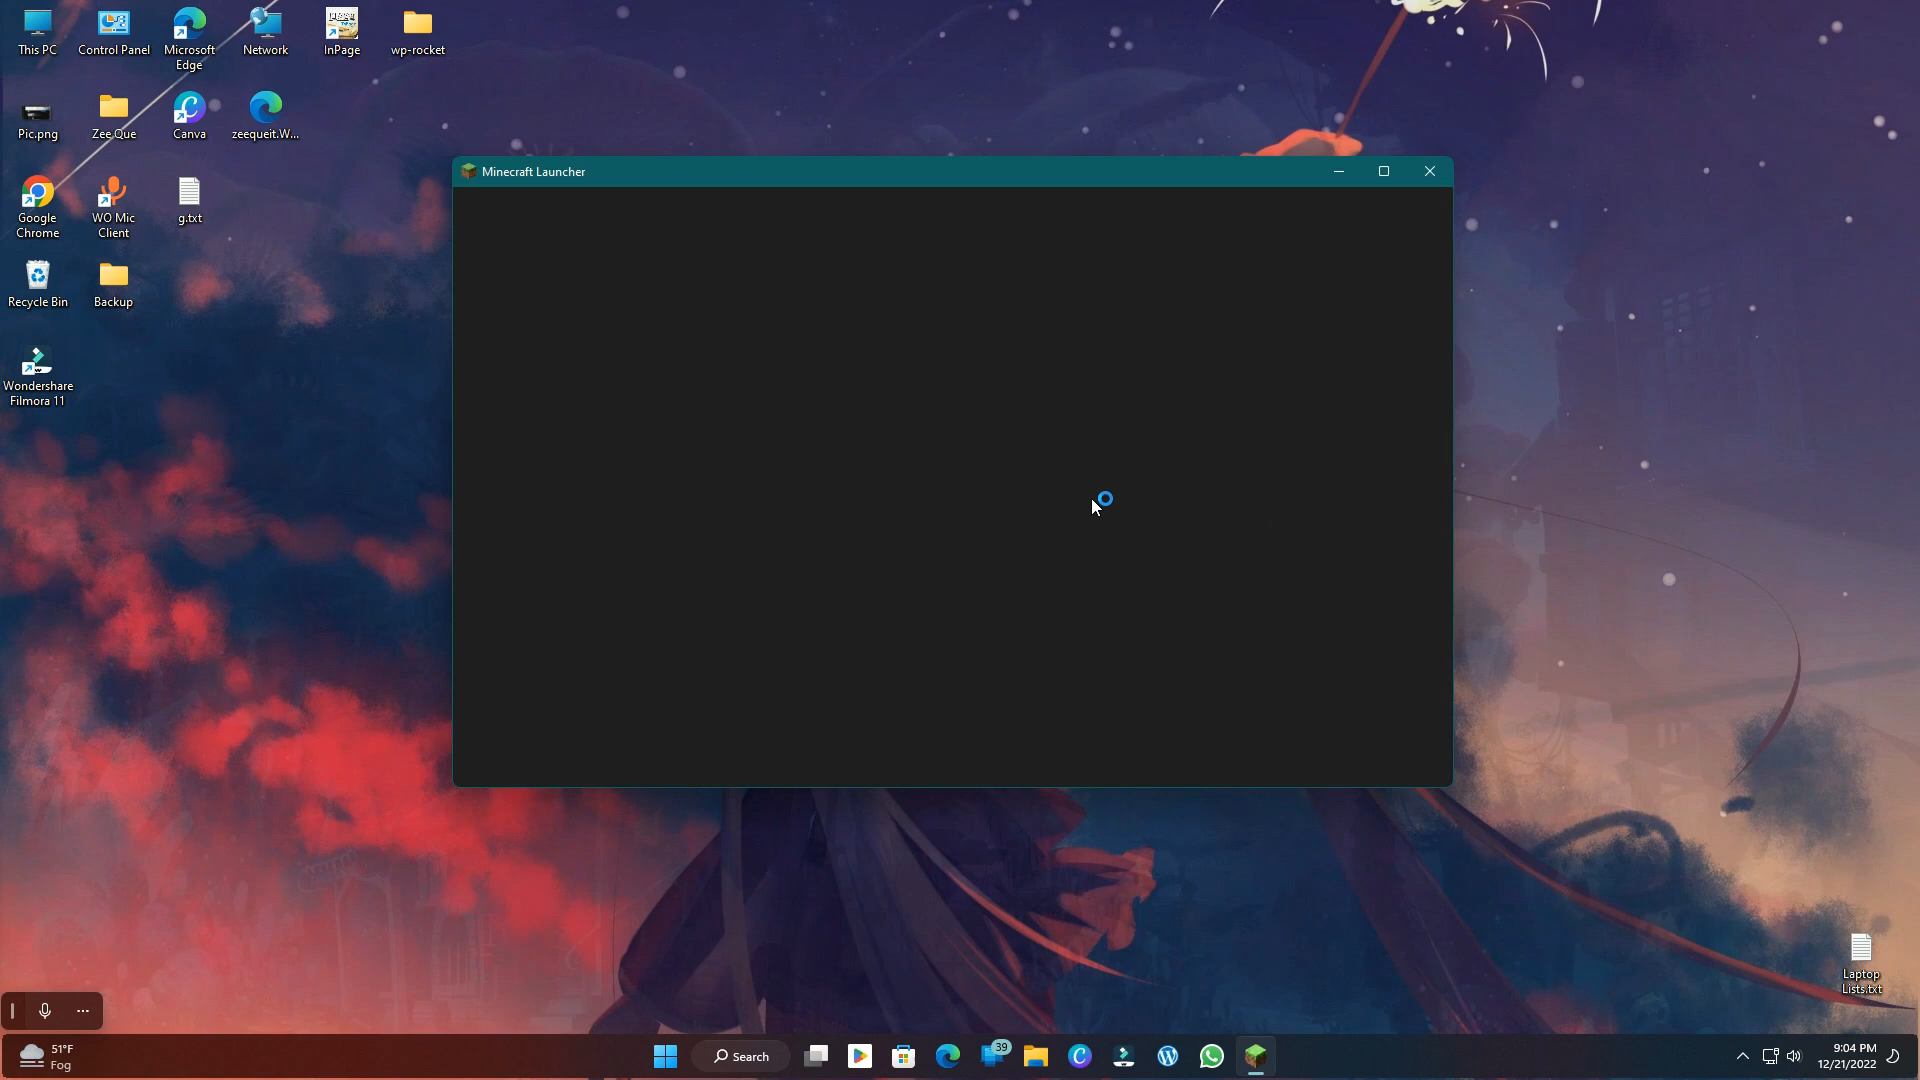 This PC
Control Panel
Microsoft
Edge
Network
InPage
wp-rocket
Pic.png
Zee Que
Canva
zeequeit.W...
Google
Chrome
WO Mic
Client
g.txt
Recycle Bin
Backup
Wondershare
Filmora 11
Minecraft Launcher
Laptop
Lists.txt
51°F
Fog
Search
39
9:04 PM
12/21/2022